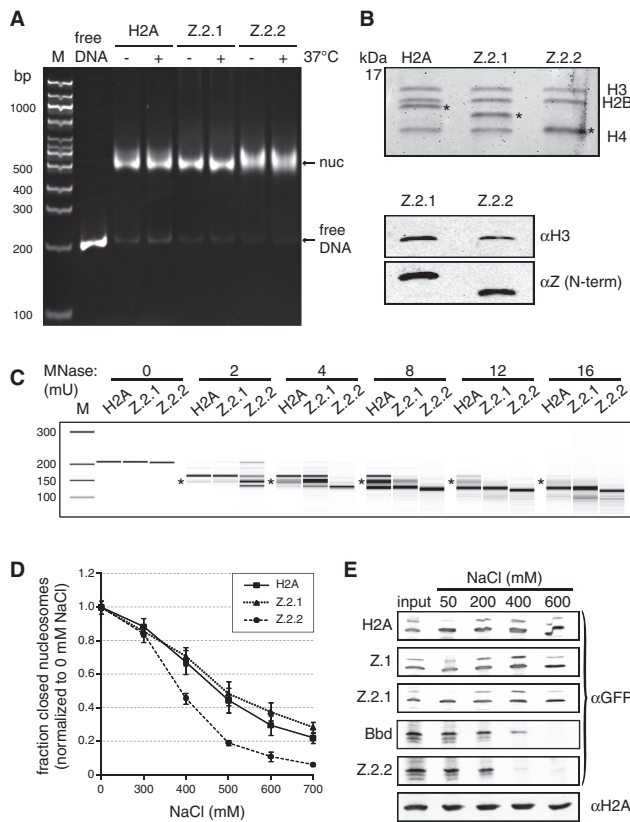 A
free
DNA
H2A
Z.2.1
Z.2.2
M
- + - + - + 37°C
bp
1000
500
400
300
200
100
nuc
free
DNA
B
kDa
17
H2A
Z.2.1
Z.2.2
H3
H2B
*
*
H4
*
Z.2.1
Z.2.2
αH3
αZ (N-term)
C
MNase:
(mU)
0 2 4 8 12 16
M
H2A Z.2.1 Z.2.2 H2A Z.2.1 Z.2.2 H2A Z.2.1 Z.2.2 H2A Z.2.1 Z.2.2 H2A Z.2.1 Z.2.2 H2A Z.2.1 Z.2.2
300
200
150
100
* * * * *
D
fraction closed nucleosomes
(normalized to 0 mM NaCl)
1.2
1.0
0.8
0.6
0.4
0.2
0
0 300 400 500 600 700
NaCl (mM)
H2A
Z.2.1
Z.2.2
E
NaCl (mM)
input 50 200 400 600
H2A
Z.1
Z.2.1
Bbd
Z.2.2
αGFP
αH2A